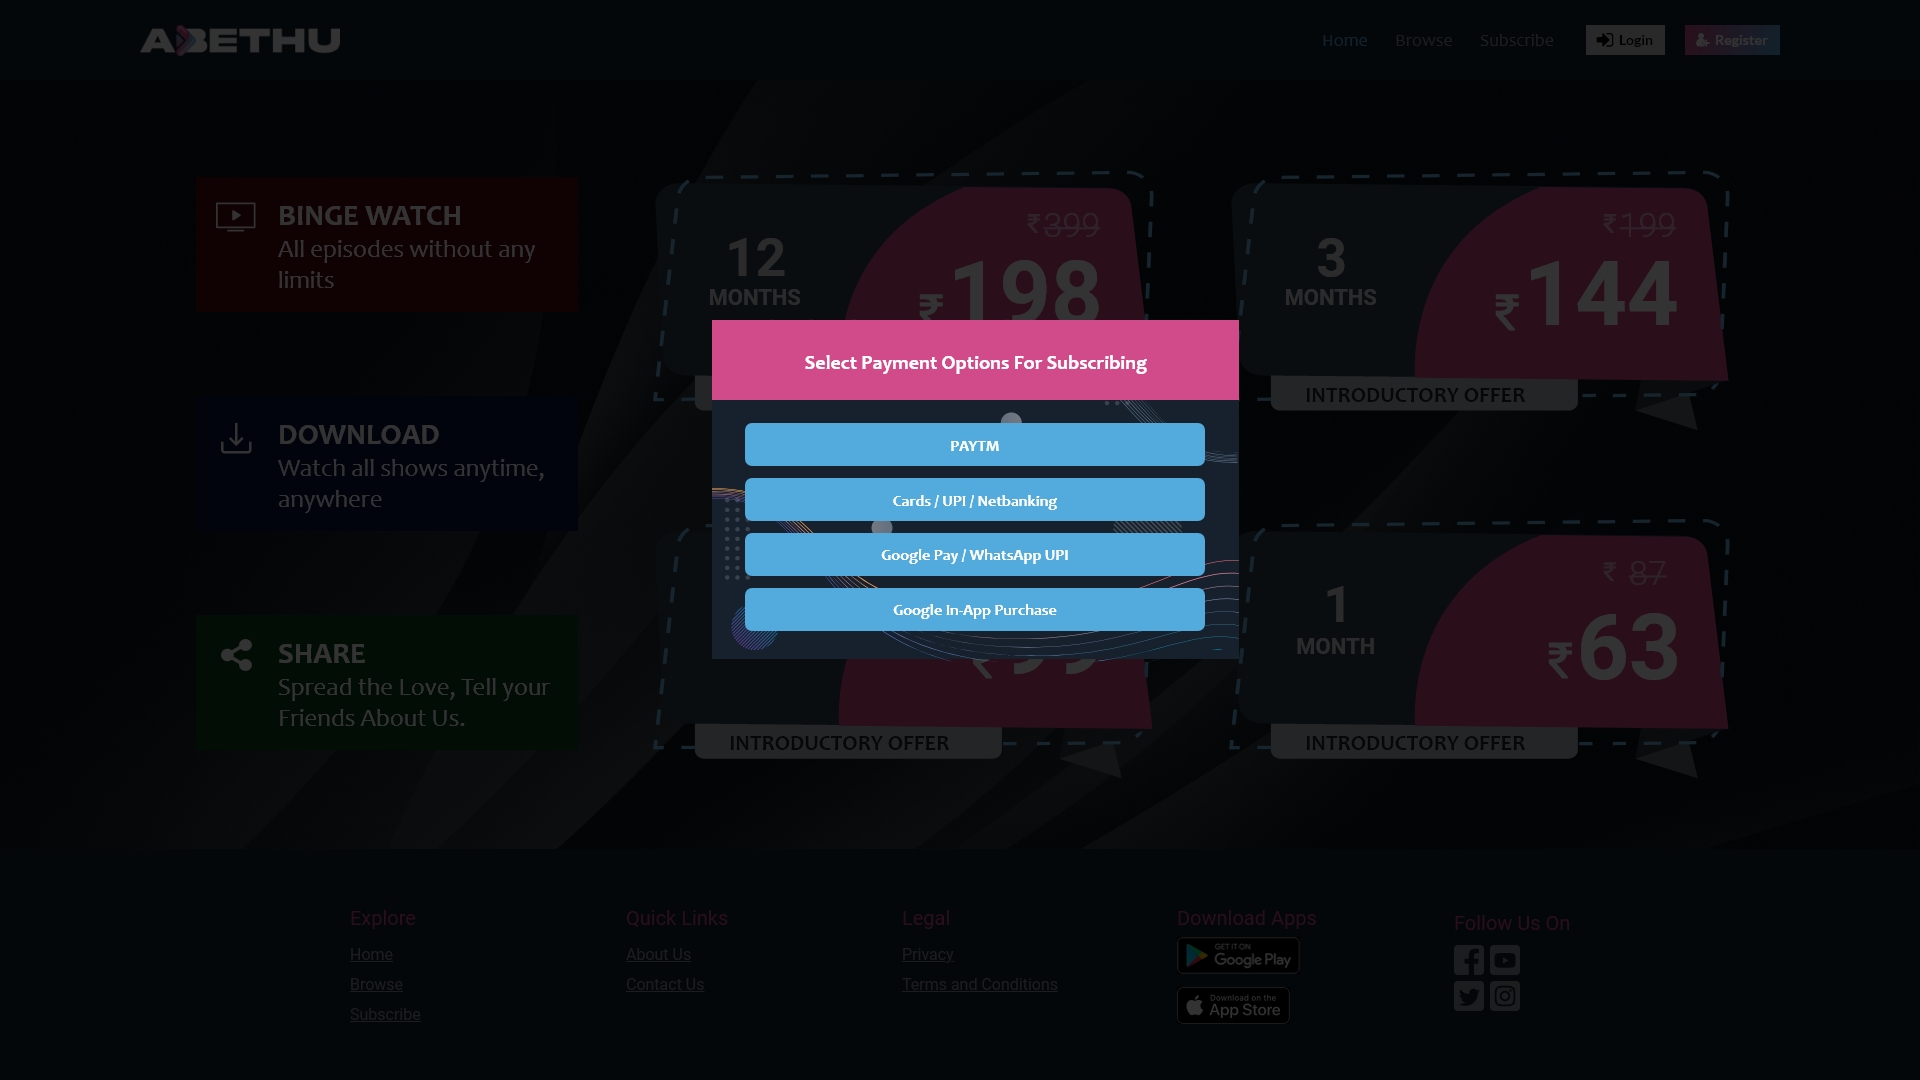 ABETHU
Home Browse Subscribe Login Register
BINGE WATCH
All episodes without any
limits
DOWNLOAD
Watch all shows anytime,
anywhere
SHARE
Spread the Love, Tell your
Friends About Us.
12
MONTHS
₹399
₹198
3
MONTHS
₹199
₹144
INTRODUCTORY OFFER
Select Payment Options For Subscribing
PAYTM
Cards / UPI / Netbanking
Google Pay / WhatsApp UPI
Google In-App Purchase
INTRODUCTORY OFFER
1
MONTH
₹ 87
₹63
INTRODUCTORY OFFER
Explore
Home
Browse
Subscribe
Quick Links
About Us
Contact Us
Legal
Privacy
Terms and Conditions
Download Apps
GET IT ON
Google Play
Download on the
App Store
Follow Us On